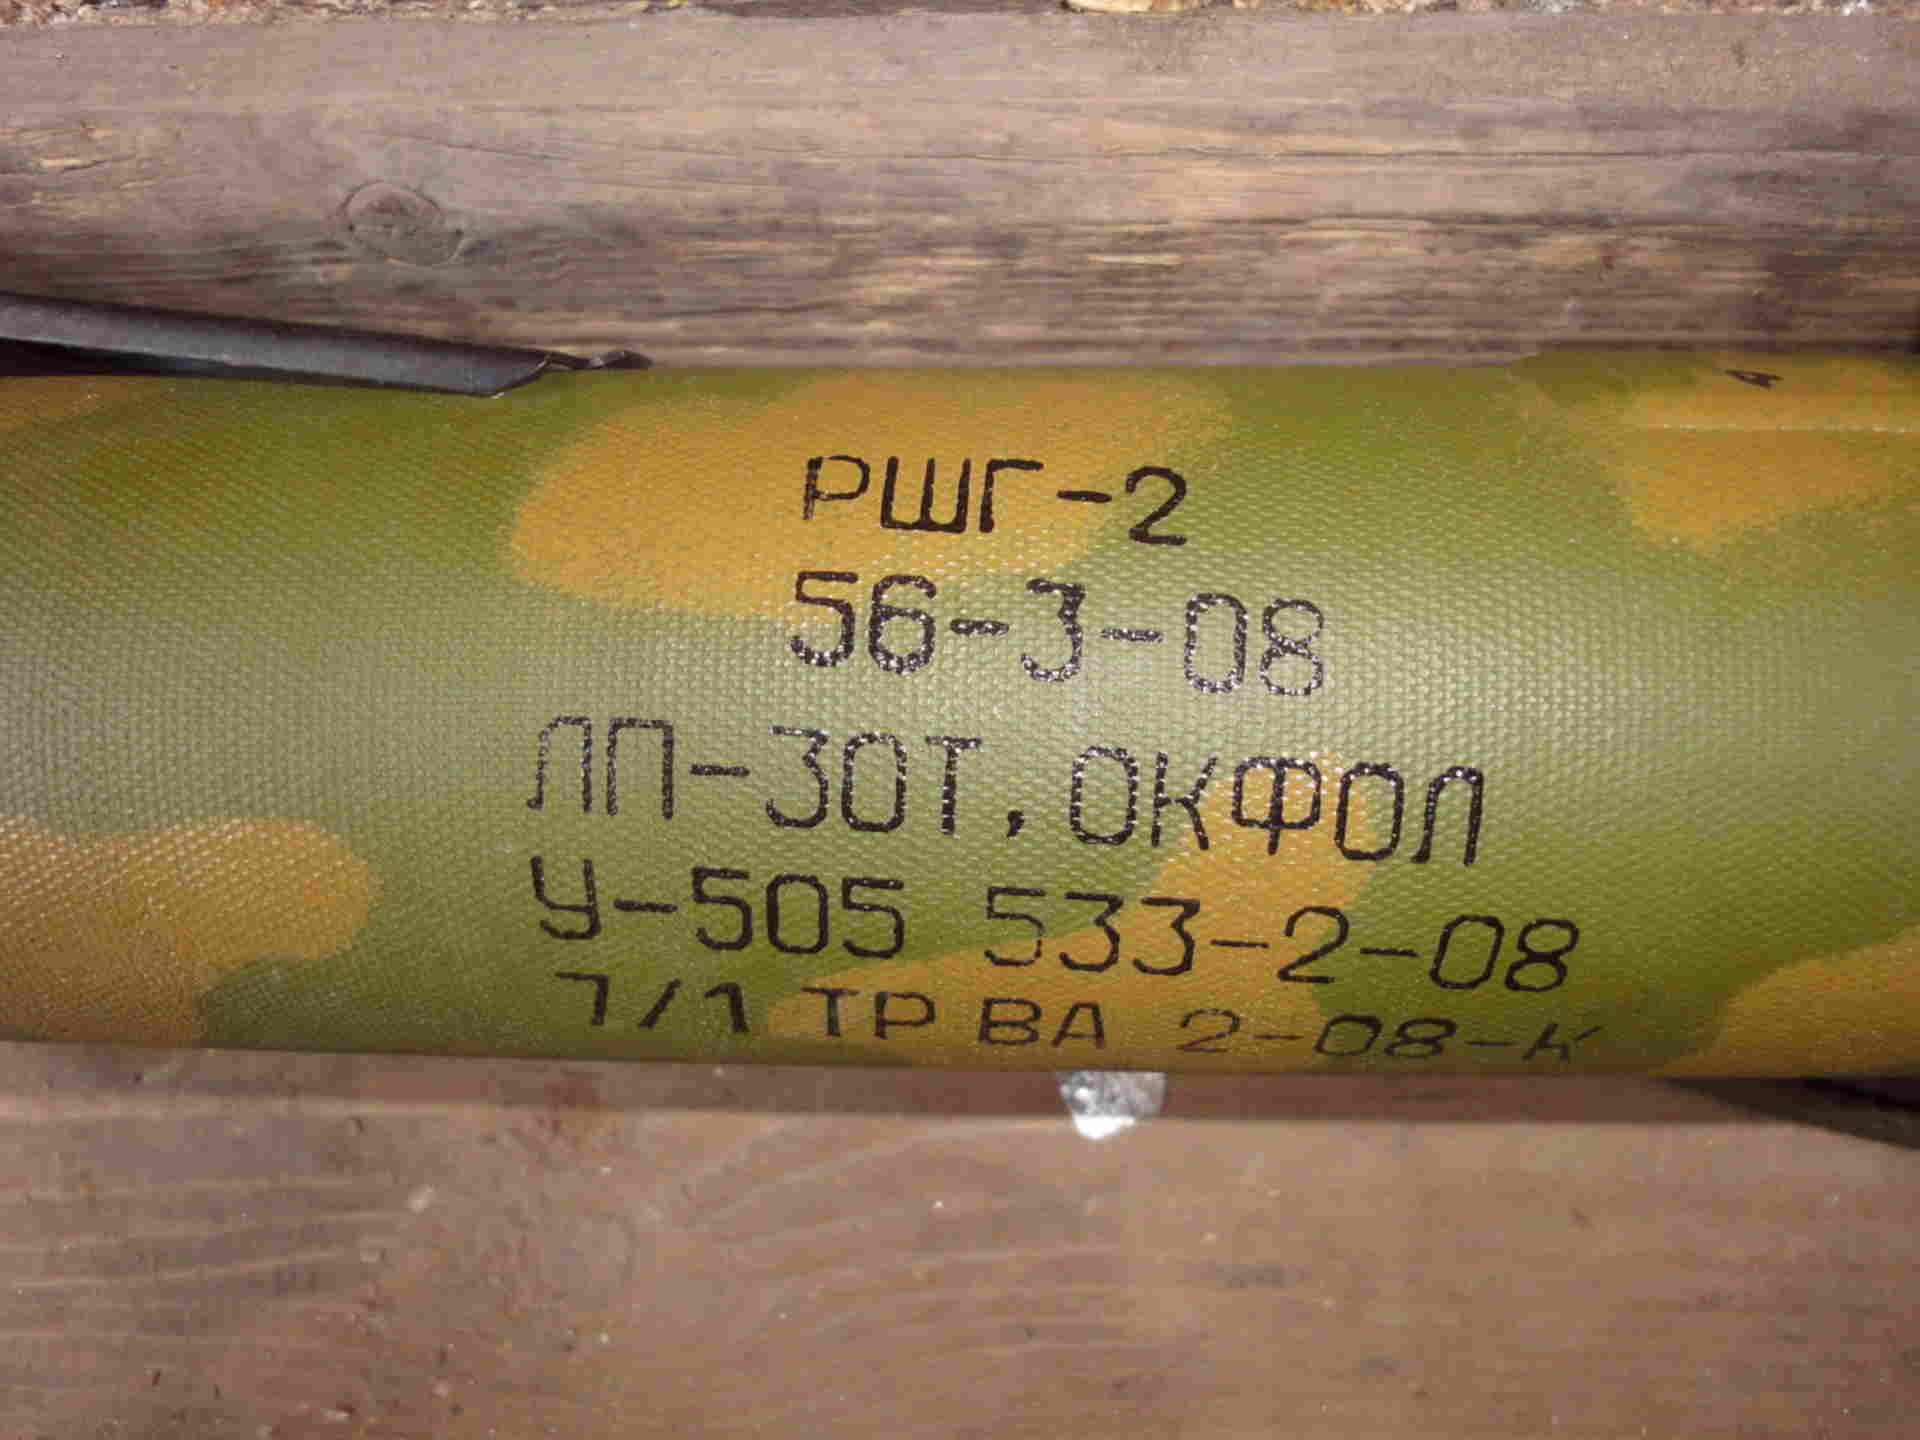 РШГ-2
56-3-08
ЛП-30Т, ОКФОЛ
У-505 533-2-08
7/1 ТР ВА 2-08-К